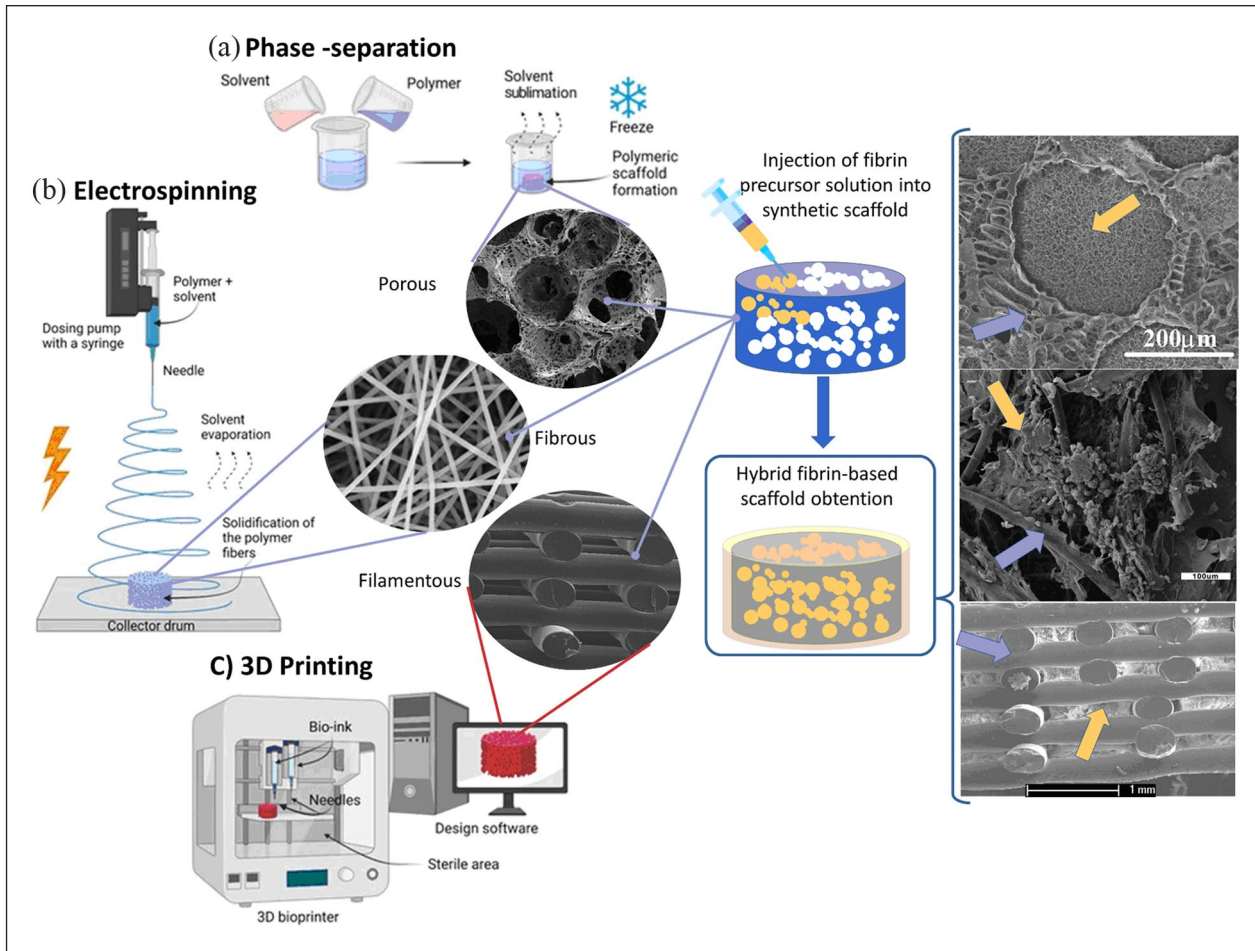 (a) Phase -separation
Solvent
Polymer
Solvent
sublimation
Freeze
Polymeric
scaffold
formation
(b) Electrospinning
Polymer +
solvent
Dosing pump
with a syringe
Needle
Solvent
evaporation
Solidification of
the polymer
fibers
Collector drum
Porous
Fibrous
Filamentous
C) 3D Printing
Bio-ink
Needles
Design software
Sterile area
3D bioprinter
Injection of fibrin
precursor solution into
synthetic scaffold
Hybrid fibrin-based
scaffold obtention
200µm
100um
1 mm